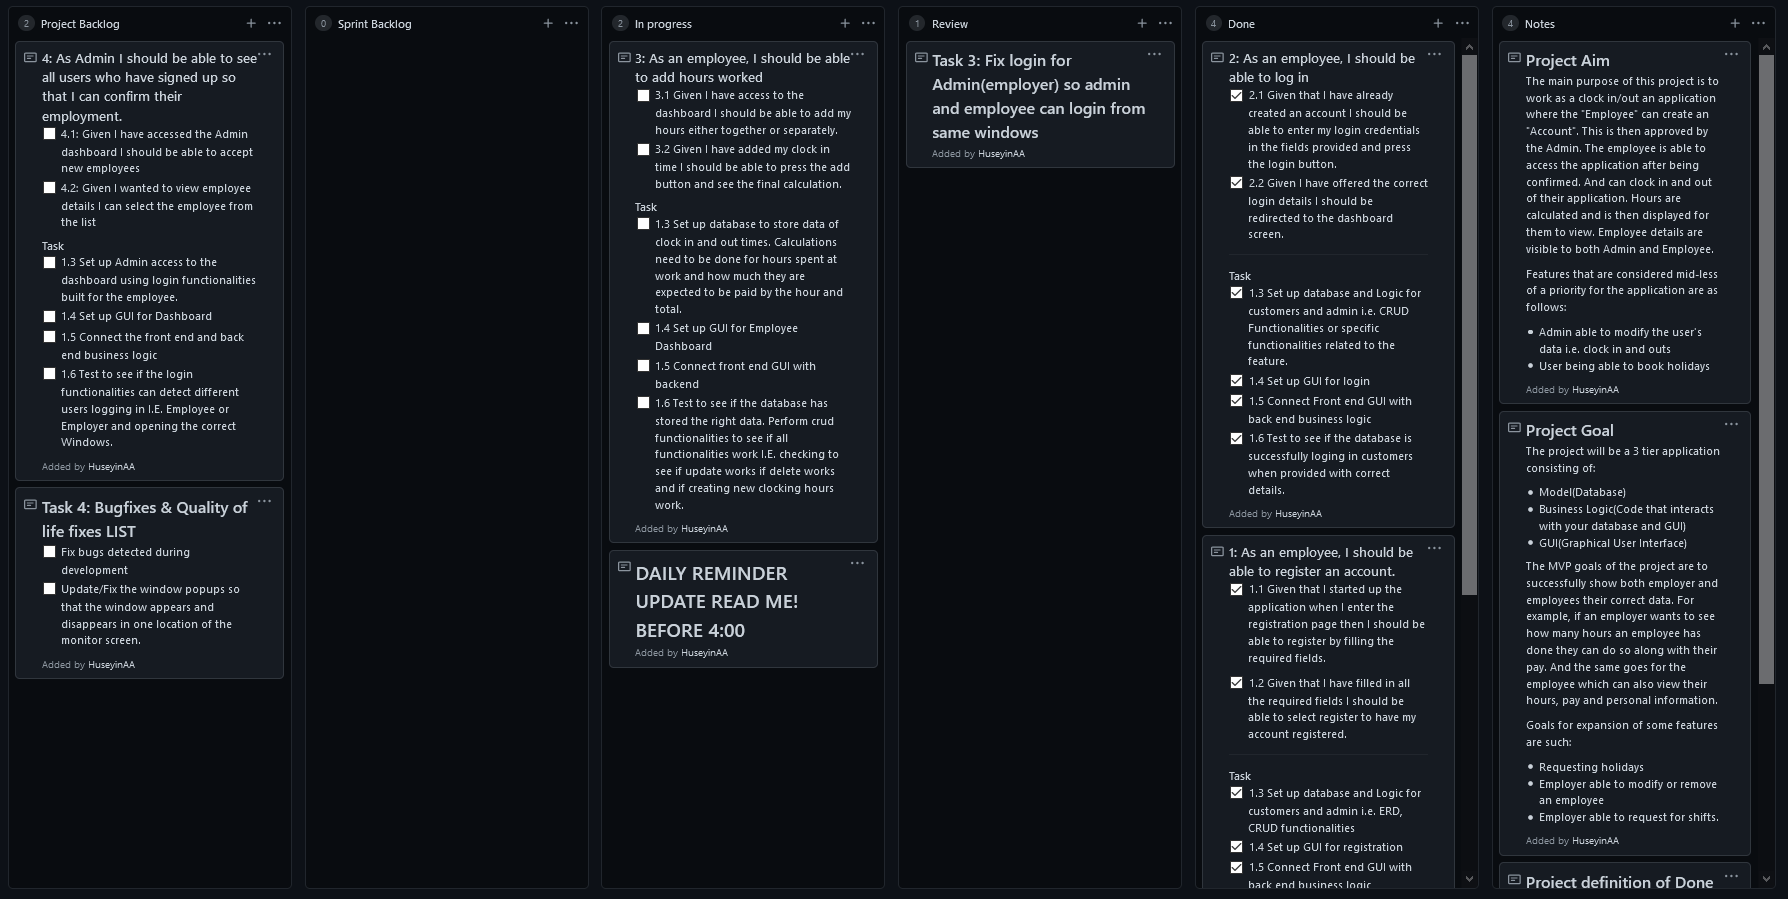 2 Project Backlog
4: As Admin I should be able to see
all users who have signed up so
that I can confirm their
employment.
4.1: Given I have accessed the Admin
dashboard I should be able to accept
new employees
4.2: Given I wanted to view employee
details I can select the employee from
the list
Task
1.3 Set up Admin access to the
dashboard using login functionalities
built for the employee.
1.4 Set up GUI for Dashboard
1.5 Connect the front end and back
end business logic
1.6 Test to see if the login
functionalities can detect different
users logging in I.E. Employee or
Employer and opening the correct
Windows.
Added by HuseyinAA
Task 4: Bugfixes & Quality of
life fixes LIST
Fix bugs detected during
development
Update/Fix the window popups so
that the window appears and
disappears in one location of the
monitor screen.
Added by HuseyinAA
0 Sprint Backlog
2 In progress
3: As an employee, I should be able
to add hours worked
3.1 Given I have access to the
dashboard I should be able to add my
hours either together or separately.
3.2 Given I have added my clock in
time I should be able to press the add
button and see the final calculation.
Task
1.3 Set up database to store data of
clock in and out times. Calculations
need to be done for hours spent at
work and how much they are
expected to be paid by the hour and
total.
1.4 Set up GUI for Employee
Dashboard
1.5 Connect front end GUI with
backend
1.6 Test to see if the database has
stored the right data. Perform crud
functionalities to see if all
functionalities work I.E. checking to
see if update works if delete works
and if creating new clocking hours
work.
Added by HuseyinAA
DAILY REMINDER
UPDATE READ ME!
BEFORE 4:00
Added by HuseyinAA
1 Review
Task 3: Fix login for
Admin(employer) so admin
and employee can login from
same windows
Added by HuseyinAA
4 Done
2: As an employee, I should be
able to log in
2.1 Given that I have already
created an account I should be
able to enter my login credentials
in the fields provided and press
the login button.
2.2 Given I have offered the correct
login details I should be
redirected to the dashboard
screen.
Task
1.3 Set up database and Logic for
customers and admin i.e. CRUD
Functionalities or specific
functionalities related to the
feature.
1.4 Set up GUI for login
1.5 Connect Front end GUI with
back end business logic
1.6 Test to see if the database is
successfully loging in customers
when provided with correct
details.
Added by HuseyinAA
1: As an employee, I should be
able to register an account.
1.1 Given that I started up the
application when I enter the
registration page then I should be
able to register by filling the
required fields.
1.2 Given that I have filled in all
the required fields I should be
able to select register to have my
account registered.
Task
1.3 Set up database and Logic for
customers and admin i.e. ERD,
CRUD functionalities
1.4 Set up GUI for registration
1.5 Connect Front end GUI with
back end business logic
4 Notes
Project Aim
The main purpose of this project is to
work as a clock in/out an application
where the "Employee" can create an
"Account". This is then approved by
the Admin. The employee is able to
access the application after being
confirmed. And can clock in and out
of their application. Hours are
calculated and is then displayed for
them to view. Employee details are
visible to both Admin and Employee.
Features that are considered mid-less
of a priority for the application are as
follows:
Admin able to modify the user's
data i.e. clock in and outs
User being able to book holidays
Added by HuseyinAA
Project Goal
The project will be a 3 tier application
consisting of:
Model(Database)
Business Logic(Code that interacts
with your database and GUI)
GUI(Graphical User Interface)
The MVP goals of the project are to
successfully show both employer and
employees their correct data. For
example, if an employer wants to see
how many hours an employee has
done they can do so along with their
pay. And the same goes for the
employee which can also view their
hours, pay and personal information.
Goals for expansion of some features
are such:
Requesting holidays
Employer able to modify or remove
an employee
Employer able to request for shifts.
Added by HuseyinAA
Project definition of Done